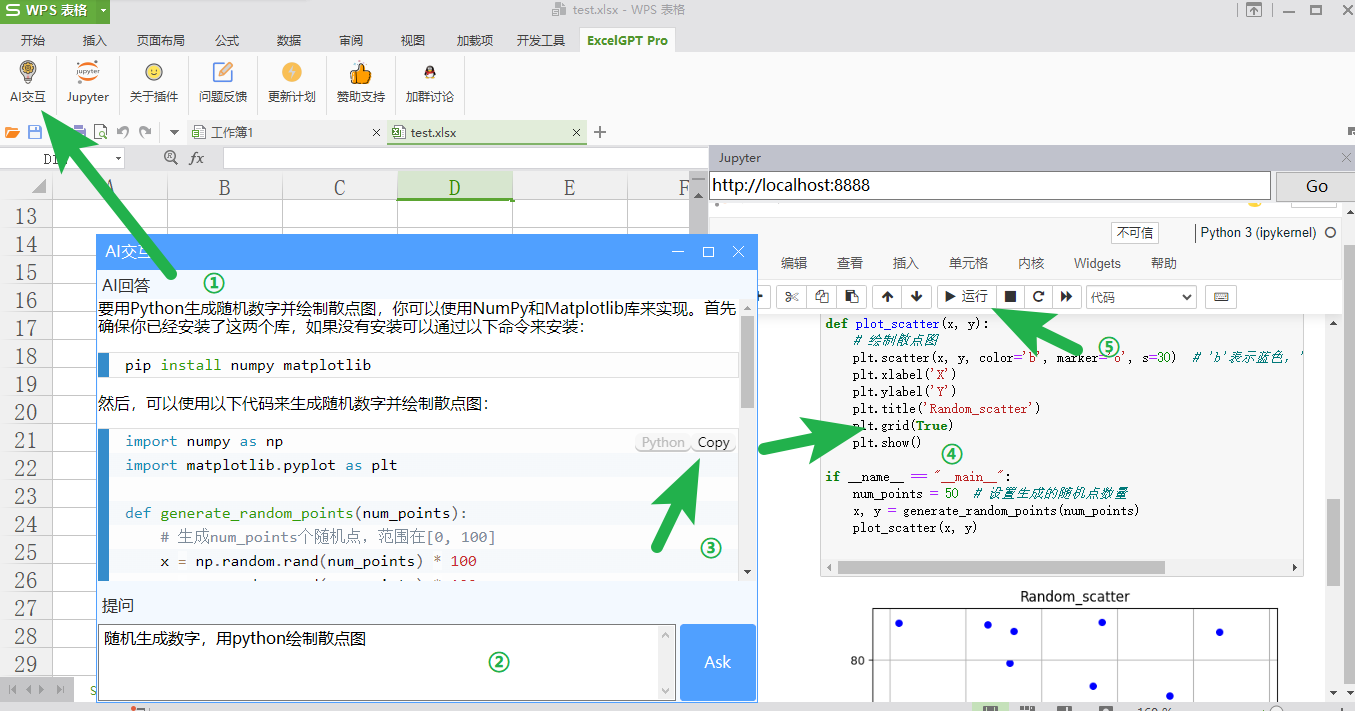 WPS 表格
test.xlsx - WPS 表格
开始 插入 页面布局 公式 数据 审阅 视图 加载项 开发工具 ExcelGPT Pro
jupyter
AI交互 Jupyter 关于插件 问题反馈 更新计划 赞助支持 加群讨论
工作簿1 test.xlsx
fx
Jupyter
http://localhost:8888 Go
A B C D E F
13
14
15
16
17
18
19
20
21
22
23
24
25
26
27
28
29
AI交互
①
AI回答
要用Python生成随机数字并绘制散点图，你可以使用NumPy和Matplotlib库来实现。首先
确保你已经安装了这两个库，如果没有安装可以通过以下命令来安装：
pip install numpy matplotlib
然后，可以使用以下代码来生成随机数字并绘制散点图：
Python Copy
import numpy as np
import matplotlib.pyplot as plt
def generate_random_points(num_points):
# 生成num_points个随机点，范围在[0, 100]
x = np.random.rand(num_points) * 100
③
提问
随机生成数字，用python绘制散点图
②
Ask
S
不可信 Python 3 (ipykernel)
编辑 查看 插入 单元格 内核 Widgets 帮助
运行 代码
⑤
def plot_scatter(x, y):
# 绘制散点图
plt.scatter(x, y, color='b', marker='o', s=30) # 'b'表示蓝色，'
plt.xlabel('X')
plt.ylabel('Y')
plt.title('Random_scatter')
plt.grid(True)
plt.show()
④
if __name__ == "__main__":
num_points = 50 # 设置生成的随机点数量
x, y = generate_random_points(num_points)
plot_scatter(x, y)
Random_scatter
80